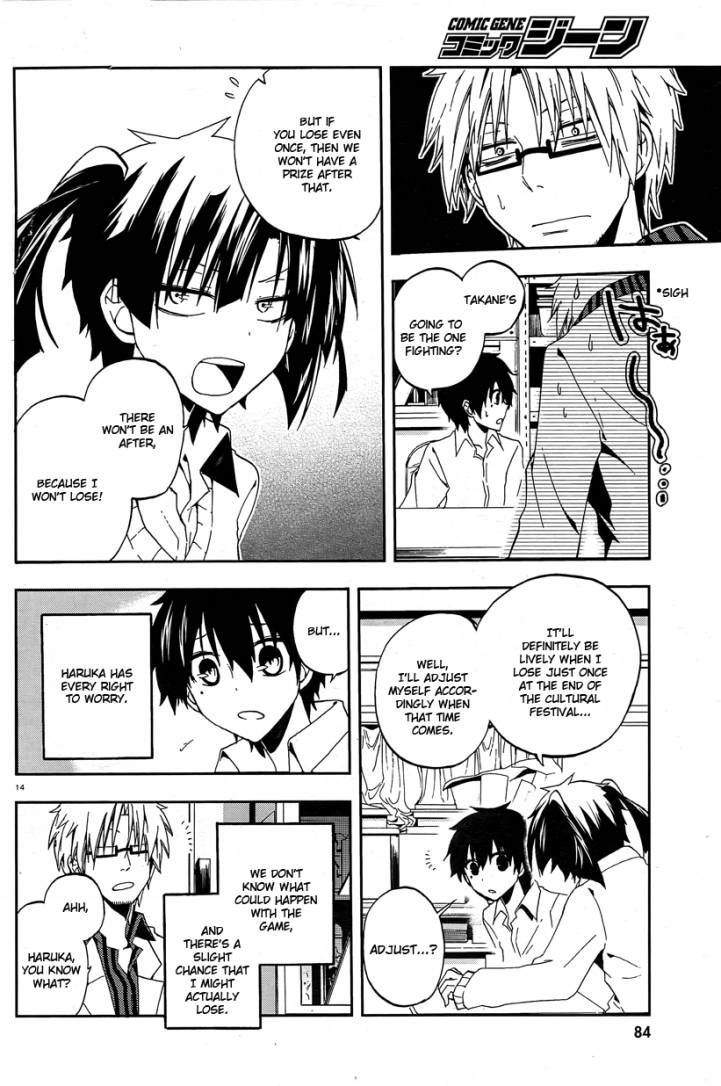 COMIC GENE
コミックジーン
TAKANE'S
GOING TO
BE THE ONE
FIGHTING?
*SIGH
はぁ〜〜…
BUT IF
YOU LOSE EVEN
ONCE, THEN WE
WON'T HAVE A
PRIZE AFTER
THAT.
THERE
WON'T BE AN
AFTER,
BECAUSE I
WON'T LOSE!
IT'LL
DEFINITELY BE
LIVELY WHEN I
LOSE JUST ONCE
AT THE END OF
THE CULTURAL
FESTIVAL...
WELL,
I'LL ADJUST
MYSELF ACCOR-
DINGLY WHEN
THAT TIME
COMES.
ADJUST...?
BUT...
HARUKA HAS
EVERY RIGHT
TO WORRY.
14
WE DON'T
KNOW WHAT
COULD HAPPEN
WITH THE
GAME,
AND
THERE'S A
SLIGHT
CHANCE THAT
I MIGHT
ACTUALLY
LOSE.
AHH,
HARUKA,
YOU KNOW
WHAT?
84